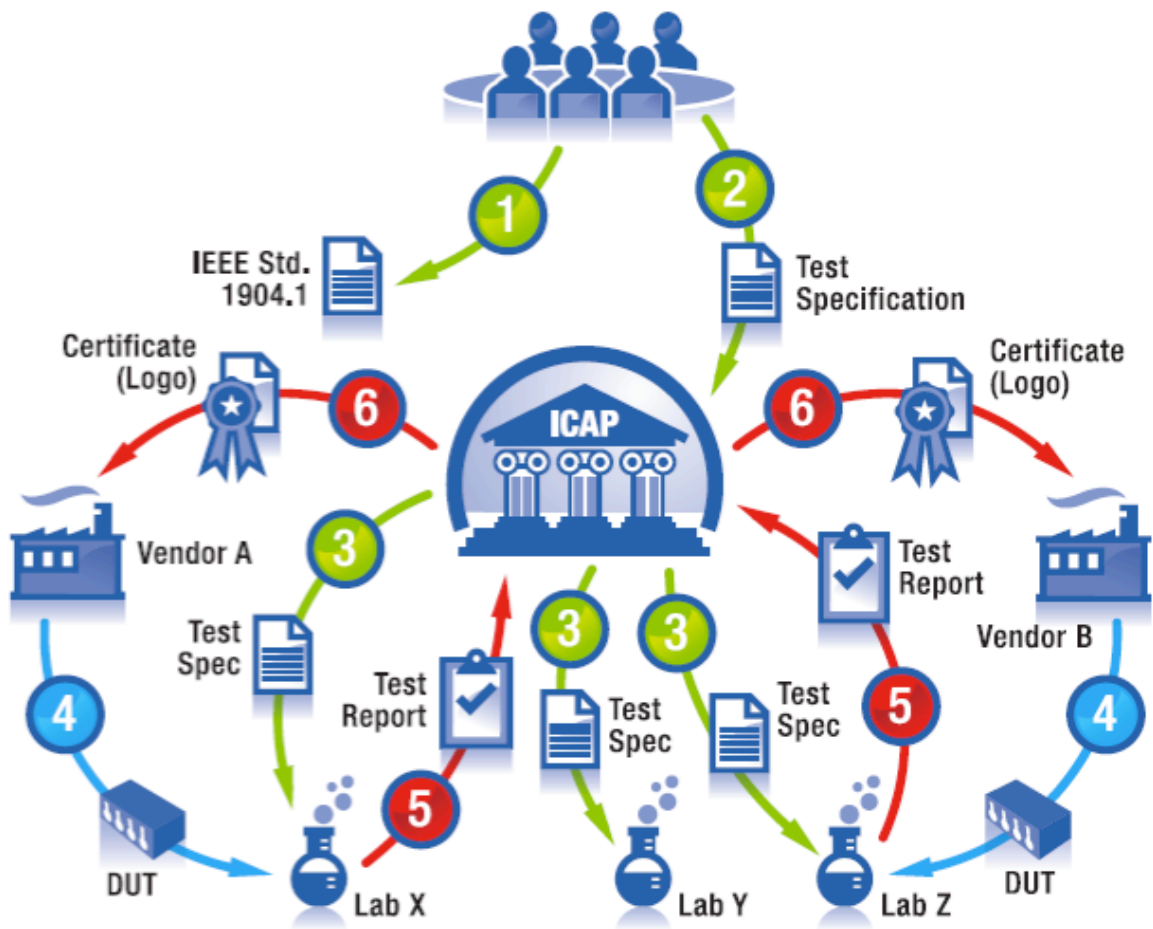 1
2
IEEE Std.
1904.1
Test
Specification
Certificate
(Logo)
6
ICAP
6
Certificate
(Logo)
Vendor A
3
Test
Report
Vendor B
Test
Spec
3
3
4
Test
Report
Test
Spec
Test
Spec
5
4
5
DUT
Lab X
Lab Y
Lab Z
DUT